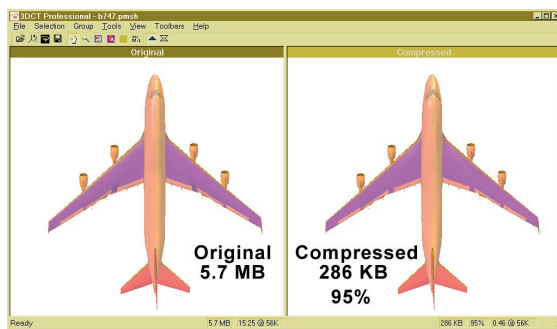 3DCT Professional - b747.pmsh
File Selection Group Tools View Toolbars Help
Original
Compressed
Original
5.7 MB
Compressed
286 KB
95%
Ready
5.7 MB 15:25 @ 56K
286 KB 95% 0:46 @ 56K